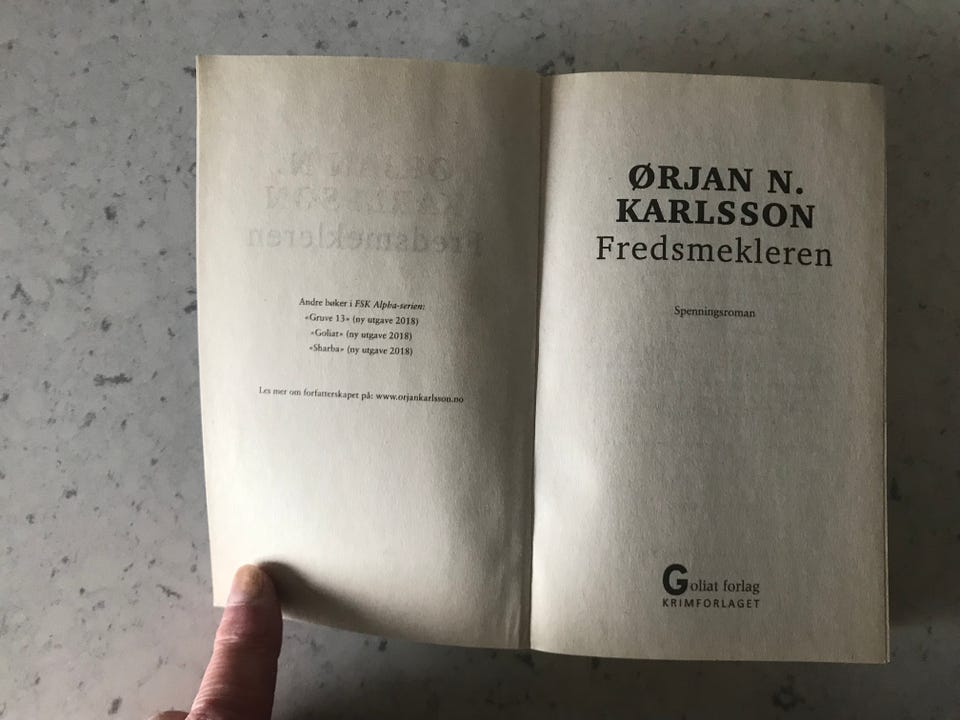 Andre bøker i FSK Alpha-serien:
«Gruve 13» (ny utgave 2018)
«Goliat» (ny utgave 2018)
«Sharba» (ny utgave 2018)
Les mer om forfatterskapet på: www.orjankarlsson.no
ØRJAN N.
KARLSSON
Fredsmekleren
Spenningsroman
Goliat forlag
KRIMFORLAGET